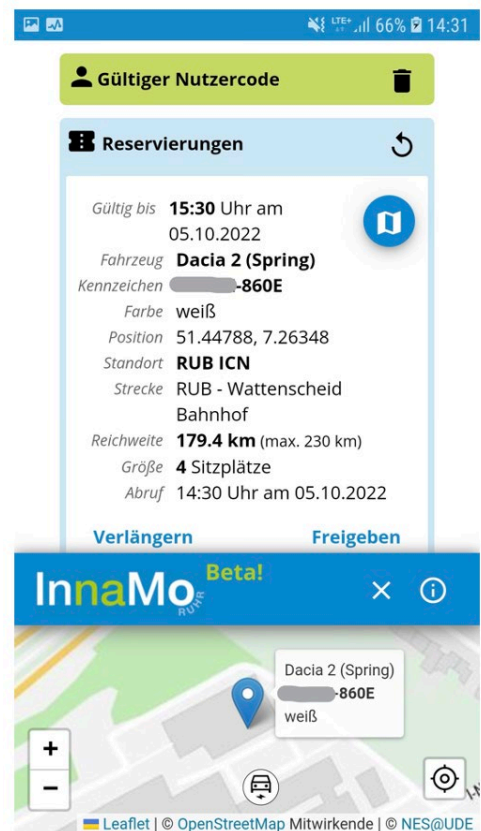 LTE+ 66% 14:31
Gültiger Nutzercode
Reservierungen
Gültig bis 15:30 Uhr am
05.10.2022
Fahrzeug Dacia 2 (Spring)
Kennzeichen -860E
Farbe weiß
Position 51.44788, 7.26348
Standort RUB ICN
Strecke RUB - Wattenscheid
Bahnhof
Reichweite 179.4 km (max. 230 km)
Größe 4 Sitzplätze
Abruf 14:30 Uhr am 05.10.2022
Verlängern Freigeben
InnaMo RUHR Beta!
Dacia 2 (Spring)
-860E
weiß
+
−
Leaflet | © OpenStreetMap Mitwirkende | © NES@UDE